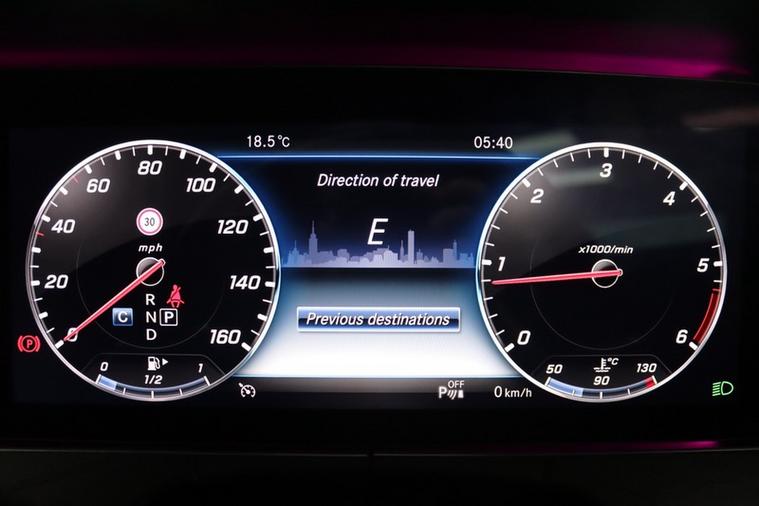 18.5°C
05:40
Direction of travel
E
Previous destinations
0
20
40
60
80
100
120
140
160
30
mph
R
C N P
D
0 1/2 1
P
0
1
2
3
4
5
6
x1000/min
°C
50 90 130
OFF
P
0 km/h